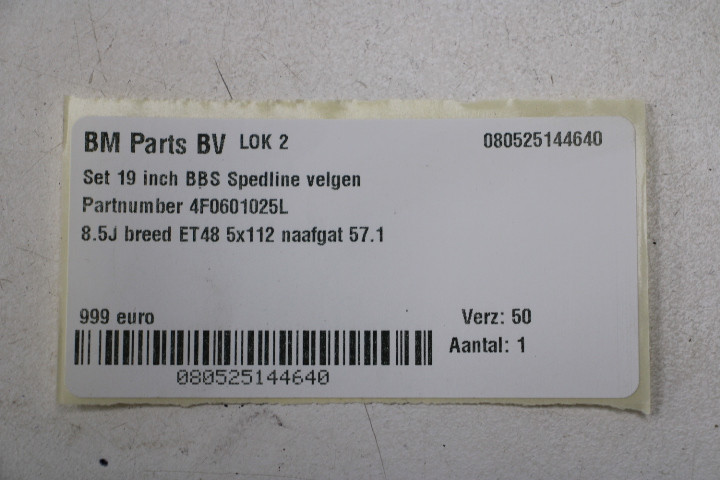 BM Parts BV LOK 2 080525144640
Set 19 inch BBS Spedline velgen
Partnumber 4F0601025L
8.5J breed ET48 5x112 naafgat 57.1
999 euro Verz: 50
Aantal: 1
080525144640